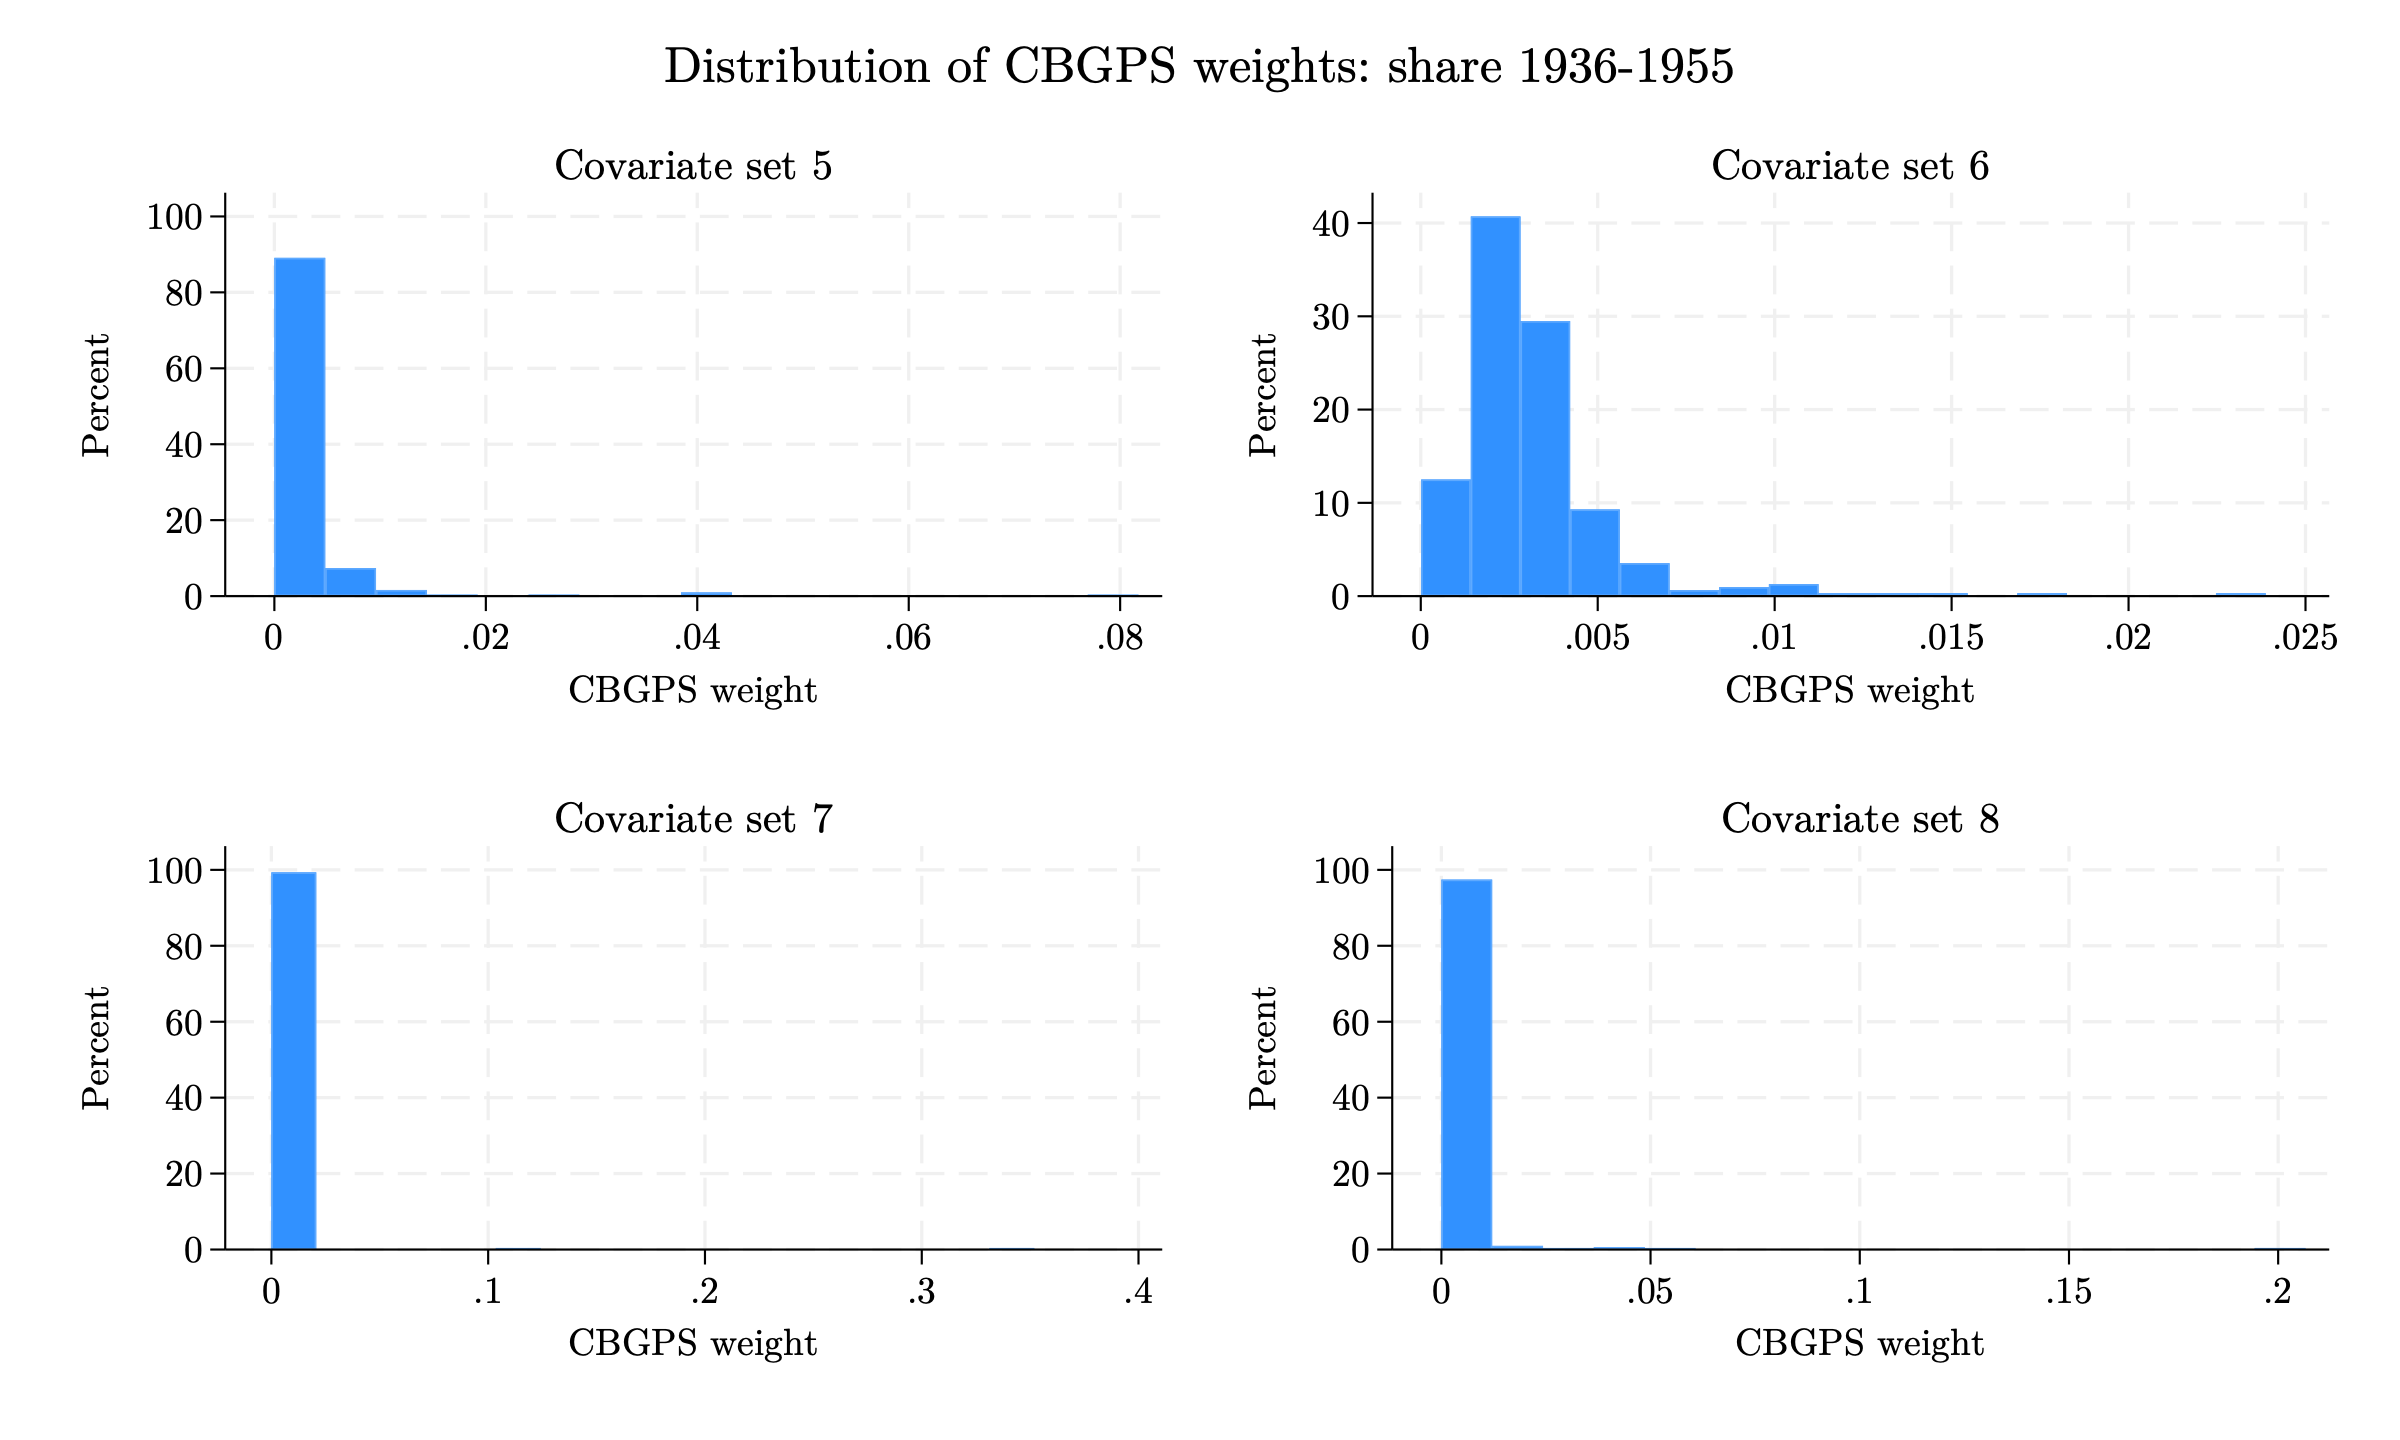 Distribution of CBGPS weights: share 1936-1955
Covariate set 5
100
80
60
40
20
0
Percent
0 .02 .04 .06 .08
CBGPS weight
Covariate set 6
40
30
20
10
0
Percent
0 .005 .01 .015 .02 .025
CBGPS weight
Covariate set 7
100
80
60
40
20
0
Percent
0 .1 .2 .3 .4
CBGPS weight
Covariate set 8
100
80
60
40
20
0
Percent
0 .05 .1 .15 .2
CBGPS weight